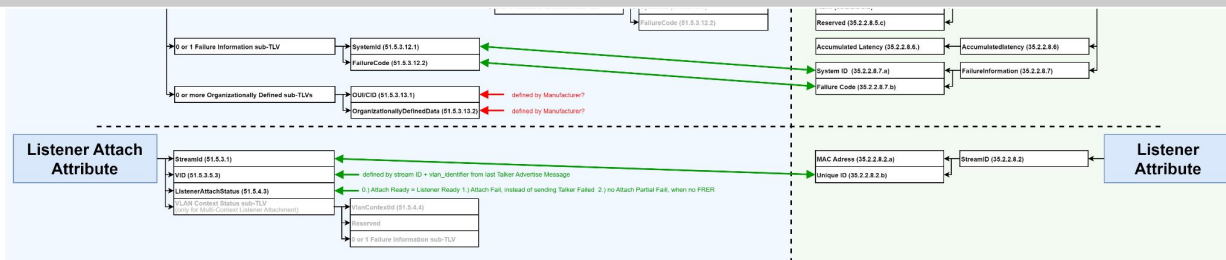 FailureCode (51.5.3.12.2)
Reserved (35.2.2.8.5.c)
0 or 1 Failure Information sub-TLV
SystemId (51.5.3.12.1)
FailureCode (51.5.3.12.2)
Accumulated Latency (35.2.2.8.6.)
Accumulatedlatency (35.2.2.8.6)
System ID (35.2.2.8.7.a)
FailureInformation (35.2.2.8.7)
Failure Code (35.2.2.8.7.b)
0 or more Organizationally Defined sub-TLVs
OUI/CID (51.5.3.13.1)
defined by Manufacturer?
OrganizationallyDefinedData (51.5.3.13.2)
defined by Manufacturer?
Listener Attach
Attribute
StreamId (51.5.3.1)
VID (51.5.3.5.3)
defined by stream ID + vlan_identifier from last Talker Advertise Message
ListenerAttachStatus (51.5.4.3)
0.) Attach Ready = Listener Ready 1.) Attach Fail, instead of sending Talker Failed 2.) no Attach Partial Fail, when no FRER
VLAN Context Status sub-TLV
(only for Multi-Context Listener Attachment)
VlanContextId (51.5.4.4)
Reserved
0 or 1 Failure Information sub-TLV
MAC Adress (35.2.2.8.2.a)
StreamID (35.2.2.8.2)
Unique ID (35.2.2.8.2.b)
Listener
Attribute